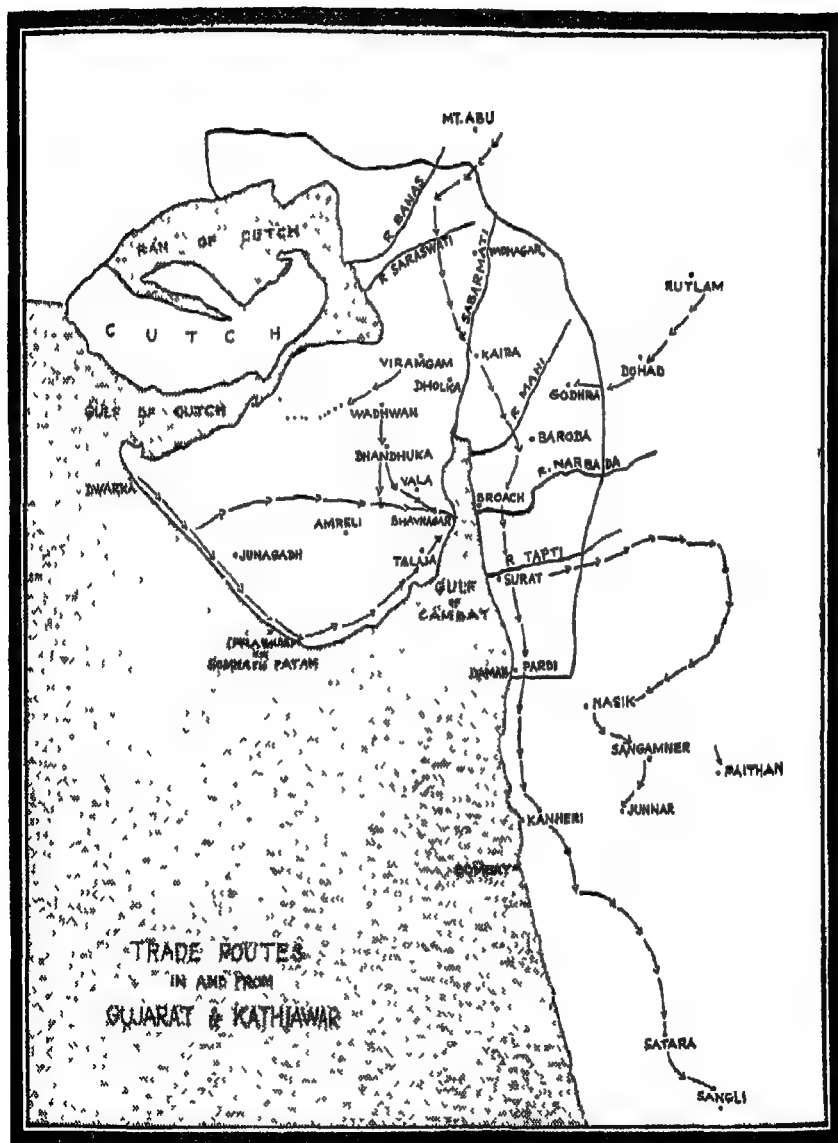 MT. ABU
R BANAS
RAN OF CUTCH
R SARASWATI
R SABARMATI
RUTLAM
CUTCH
VIRAMGAM
KAIRA
DOHAD
DHOLKA
R MAHI
GODHRA
GULF OF CUTCH
WADHWAN
BARODA
DHANDHUKA
R. NARBADA
DWARKA
VALA
BROACH
AMRELI
BHAVNAGAR
JUNAGADH
TALAJA
R TAPTI
SURAT
GULF
OF
CAMBAY
SOMNATH PATAN
DAMAN
PARDI
NASIK
SANGAMNER
PAITHAN
JUNNAR
KANHERI
BOMBAY
TRADE ROUTES
IN AND FROM
GUJARAT & KATHIAWAR
SATARA
SANGLI